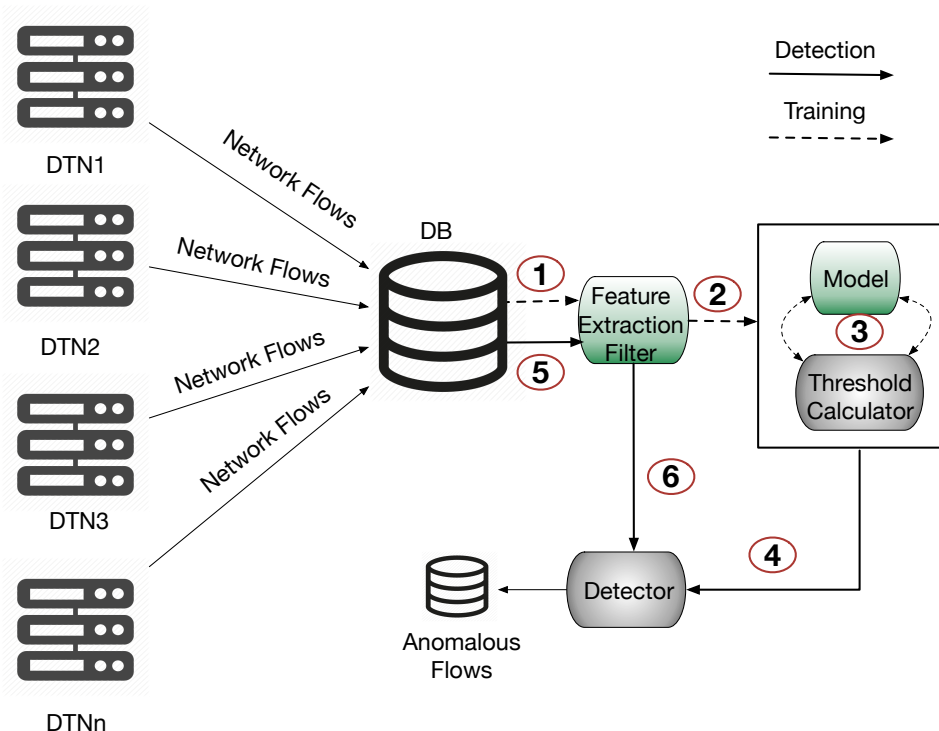 Detection
Training
DTN1
Network Flows
DTN2
Network Flows
DTN3
Network Flows
DTNn
Network Flows
DB
1
5
Feature
Extraction
Filter
2
Model
3
Threshold
Calculator
6
4
Detector
Anomalous
Flows